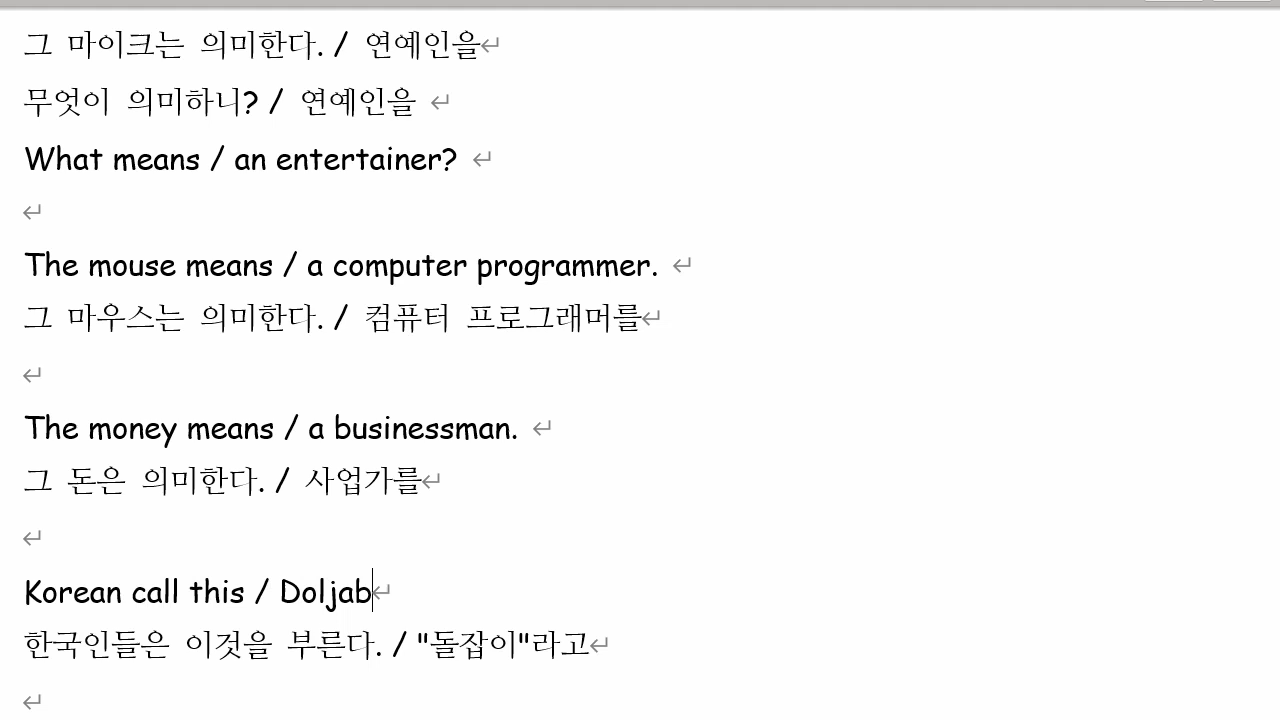 그 마이크는 의미한다. / 연예인을
무엇이 의미하니? / 연예인을
What means / an entertainer?
The mouse means / a computer programmer.
그 마우스는 의미한다. / 컴퓨터 프로그래머를
The money means / a businessman.
그 돈은 의미한다. / 사업가를
Korean call this / Doljab
한국인들은 이것을 부른다. / "돌잡이"라고